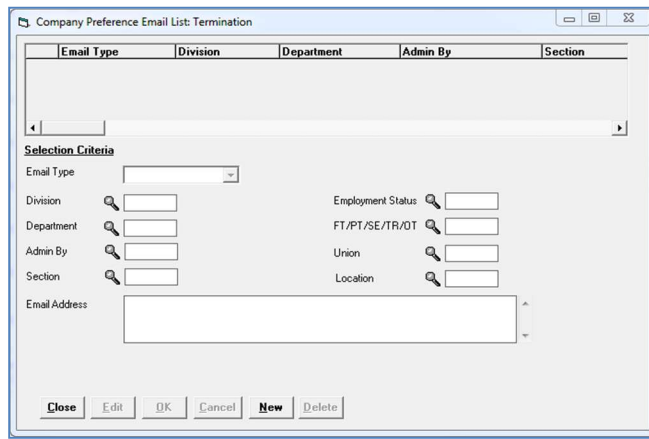 Company Preference Email List: Termination
Email Type Division Department Admin By Section
Selection Criteria
Email Type
Division Employment Status
Department FT/PT/SE/TR/OT
Admin By Union
Section Location
Email Address
Close Edit OK Cancel New Delete